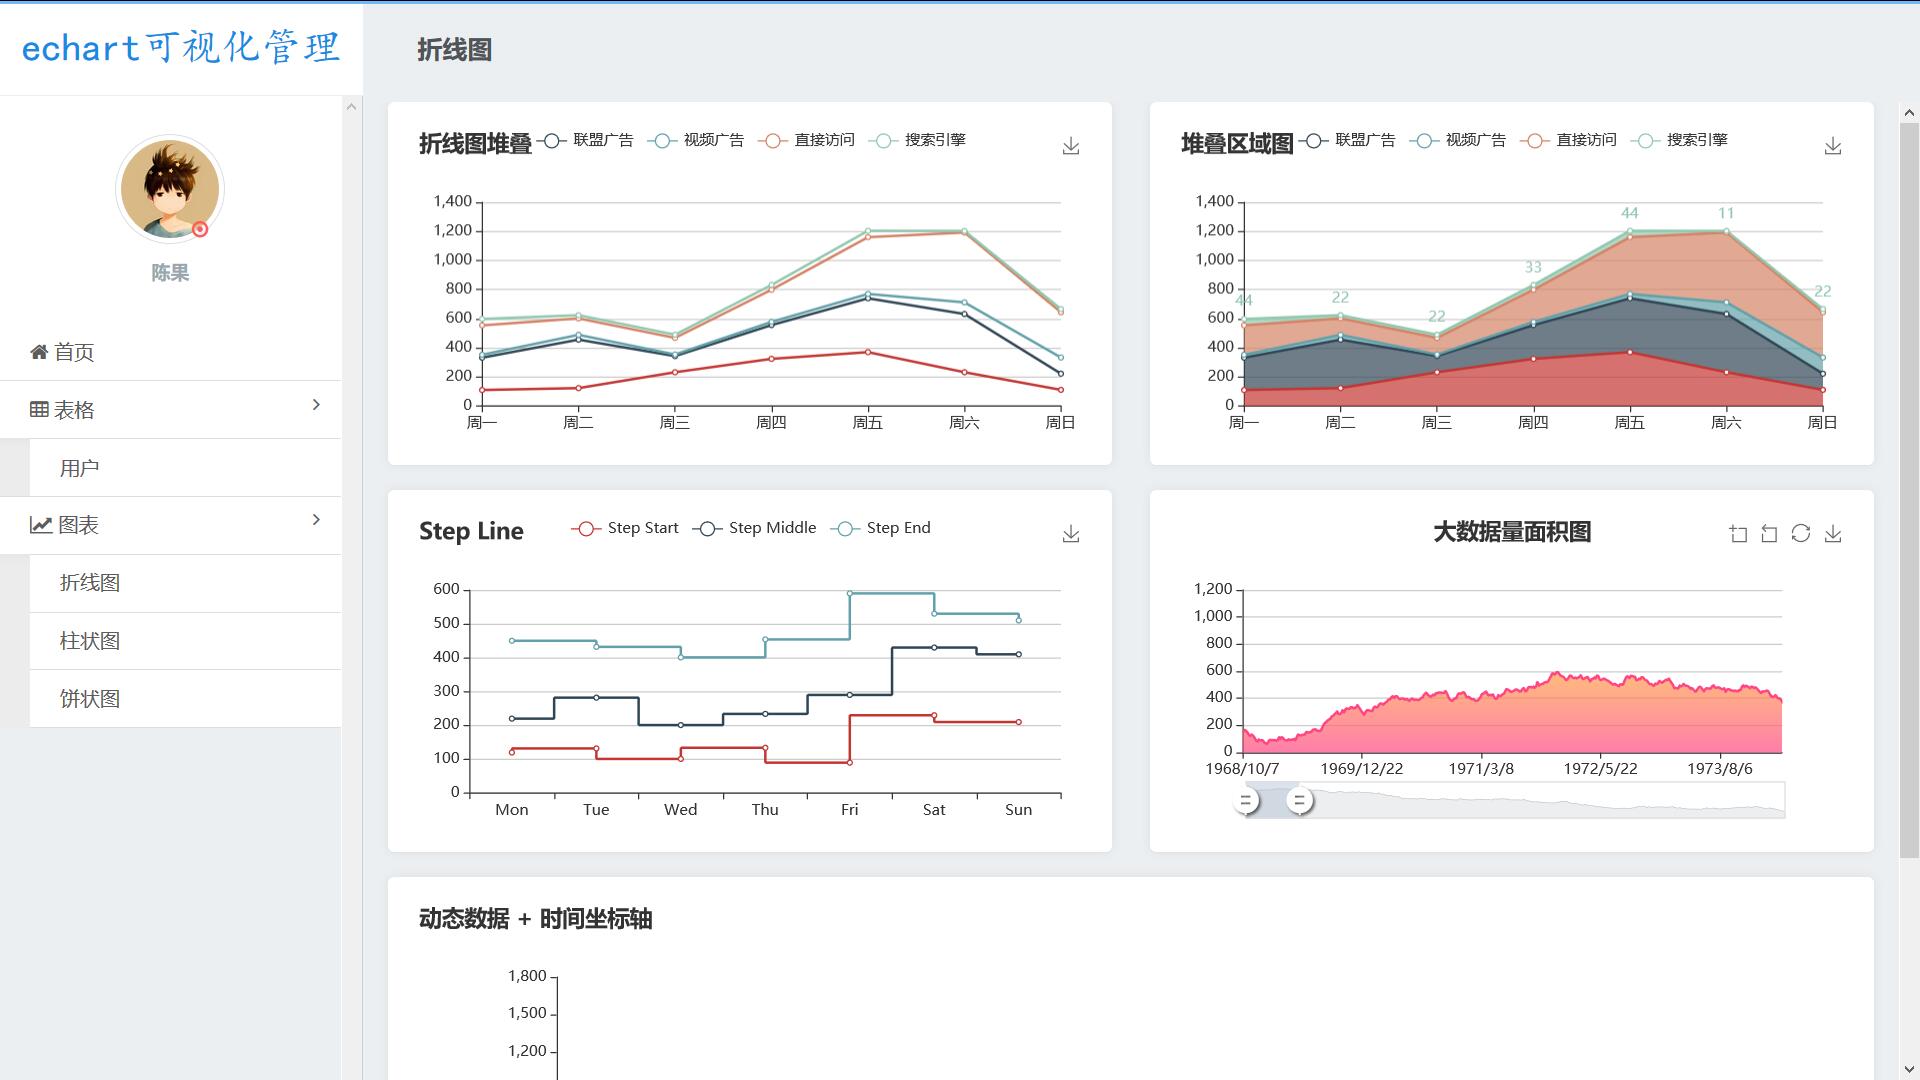 echart可视化管理
陈果
首页
表格
用户
图表
折线图
柱状图
饼状图
折线图
折线图堆叠 联盟广告 视频广告 直接访问 搜索引擎
1,400
1,200
1,000
800
600
400
200
0
周一 周二 周三 周四 周五 周六 周日
堆叠区域图 联盟广告 视频广告 直接访问 搜索引擎
1,400
1,200
1,000
800
600
400
200
0
44 22 22 33 44 11 22
周一 周二 周三 周四 周五 周六 周日
Step Line Step Start Step Middle Step End
600
500
400
300
200
100
0
Mon Tue Wed Thu Fri Sat Sun
大数据量面积图
1,200
1,000
800
600
400
200
0
1968/10/7 1969/12/22 1971/3/8 1972/5/22 1973/8/6
动态数据 + 时间坐标轴
1,800
1,500
1,200